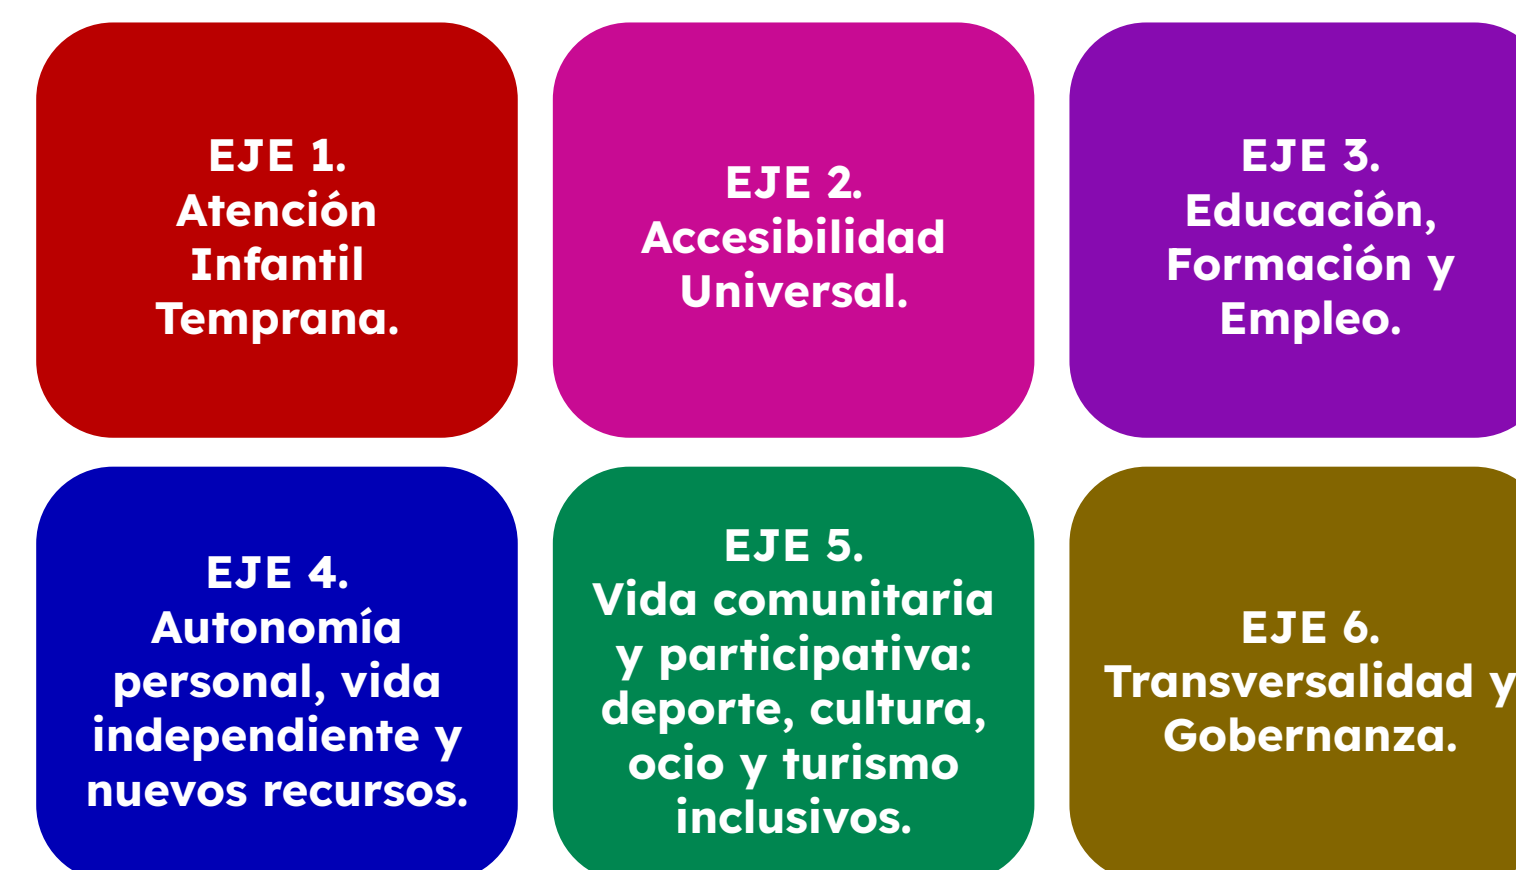 EJE 1.
Atención
Infantil
Temprana.
EJE 2.
Accesibilidad
Universal.
EJE 3.
Educación,
Formación y
Empleo.
EJE 4.
Autonomía
personal, vida
independiente y
nuevos recursos.
EJE 5.
Vida comunitaria
y participativa:
deporte, cultura,
ocio y turismo
inclusivos.
EJE 6.
Transversalidad y
Gobernanza.